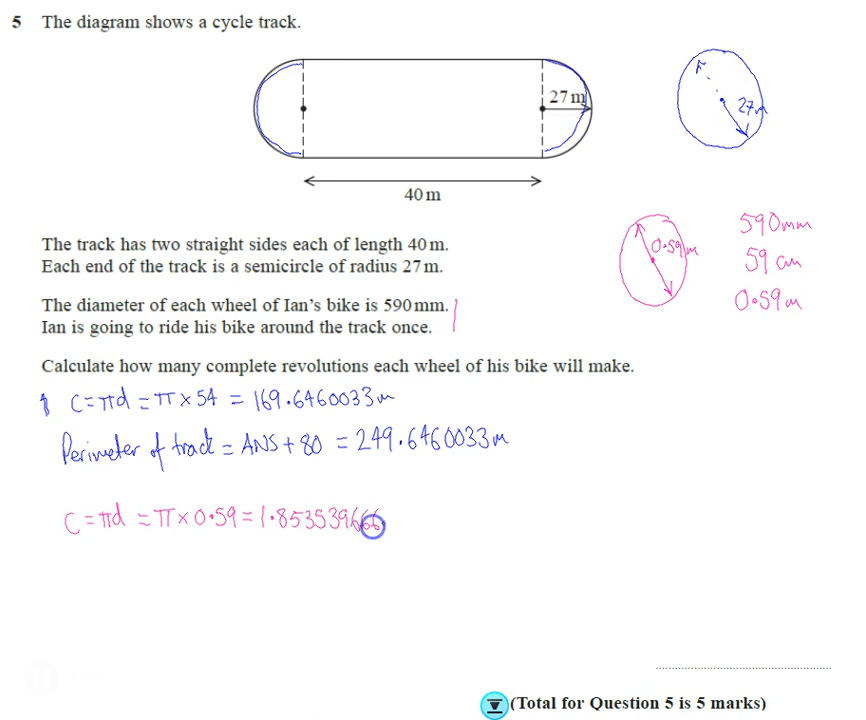 5 The diagram shows a cycle track.
27 m
27m
40 m
0.59m
590mm
59 cm
0.59m
The track has two straight sides each of length 40 m.
Each end of the track is a semicircle of radius 27 m.
The diameter of each wheel of Ian's bike is 590 mm.
Ian is going to ride his bike around the track once.
Calculate how many complete revolutions each wheel of his bike will make.
C = πd = π × 54 = 169.6460033m
Perimeter of track = ANS + 80 = 249.6460033m
C = πd = π × 0.59 = 1.853539666
(Total for Question 5 is 5 marks)